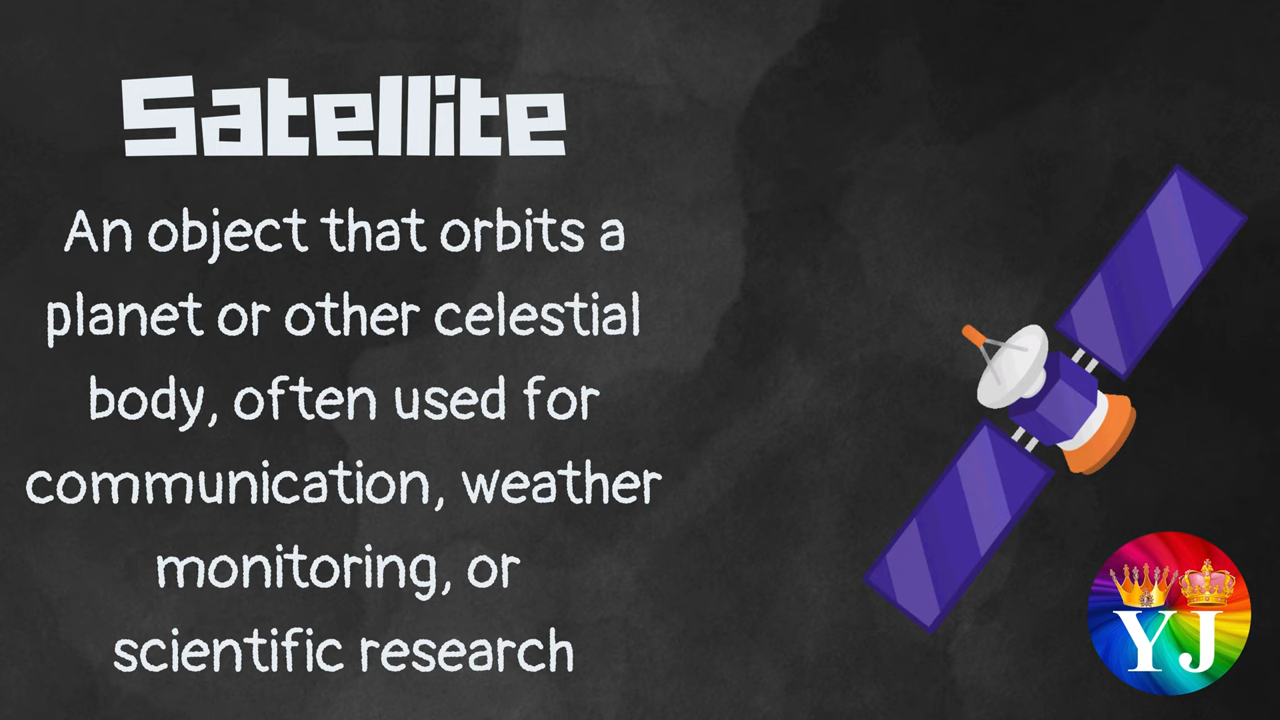 Satellite
An object that orbits a
planet or other celestial
body, often used for
communication, weather
monitoring, or
scientific research
YJ